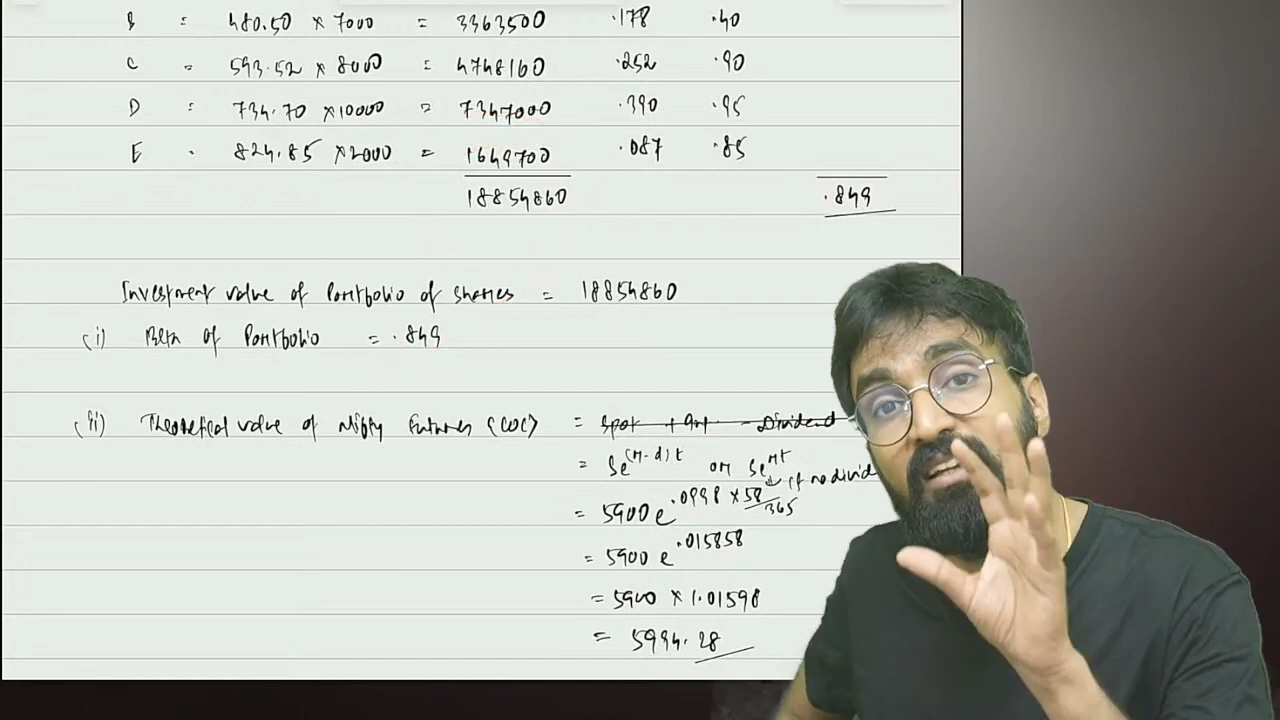 B = 480.50 × 7000 = 3363500 .178 .40
C = 593.52 × 8000 = 4748160 .252 .90
D = 734.70 × 10000 = 7347000 .390 .95
E = 824.85 × 2000 = 1649700 .087 .85
18854860 .849
Investment value of Portfolio of shares = 18854860
(i) Beta of Portfolio = .849
(ii) Theoretical value of Nifty Futures (COC) = Spot + Int - Dividend
= Se^(r-d)t or Se^rt
if no divid
= 5900 e^.0998 × 58/365
= 5900 e^.015858
= 5900 × 1.01598
= 5994.28